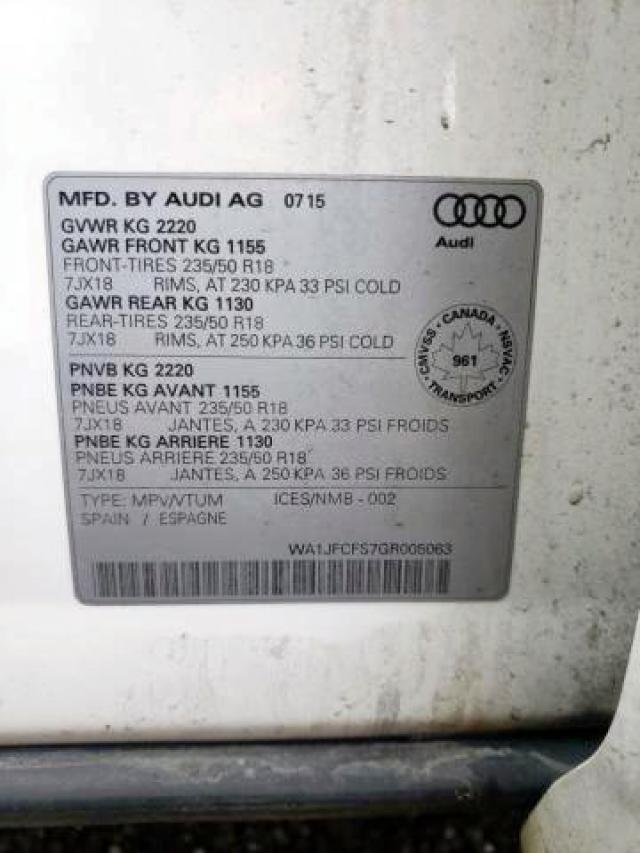 MFD. BY AUDI AG 07 15
Audi
GVWR KG 2220
GAWR FRONT KG 1155
FRONT-TIRES 235/50 R18
7JX18 RIMS, AT 230 KPA 33 PSI COLD
GAWR REAR KG 1130
REAR-TIRES 235/50 R18
7JX18 RIMS, AT 250 KPA 36 PSI COLD
CMVSS - CANADA - NSVAC
961
TRANSPORT
PNVB KG 2220
PNBE KG AVANT 1155
PNEUS AVANT 235/50 R18
7JX18 JANTES, A 230 KPA 33 PSI FROIDS
PNBE KG ARRIERE 1130
PNEUS ARRIERE 235/50 R18
7JX18 JANTES, A 250 KPA 36 PSI FROIDS
TYPE: MPV/VTUM ICES/NMB - 002
SPAIN / ESPAGNE
WA1JFCFS7GR005063